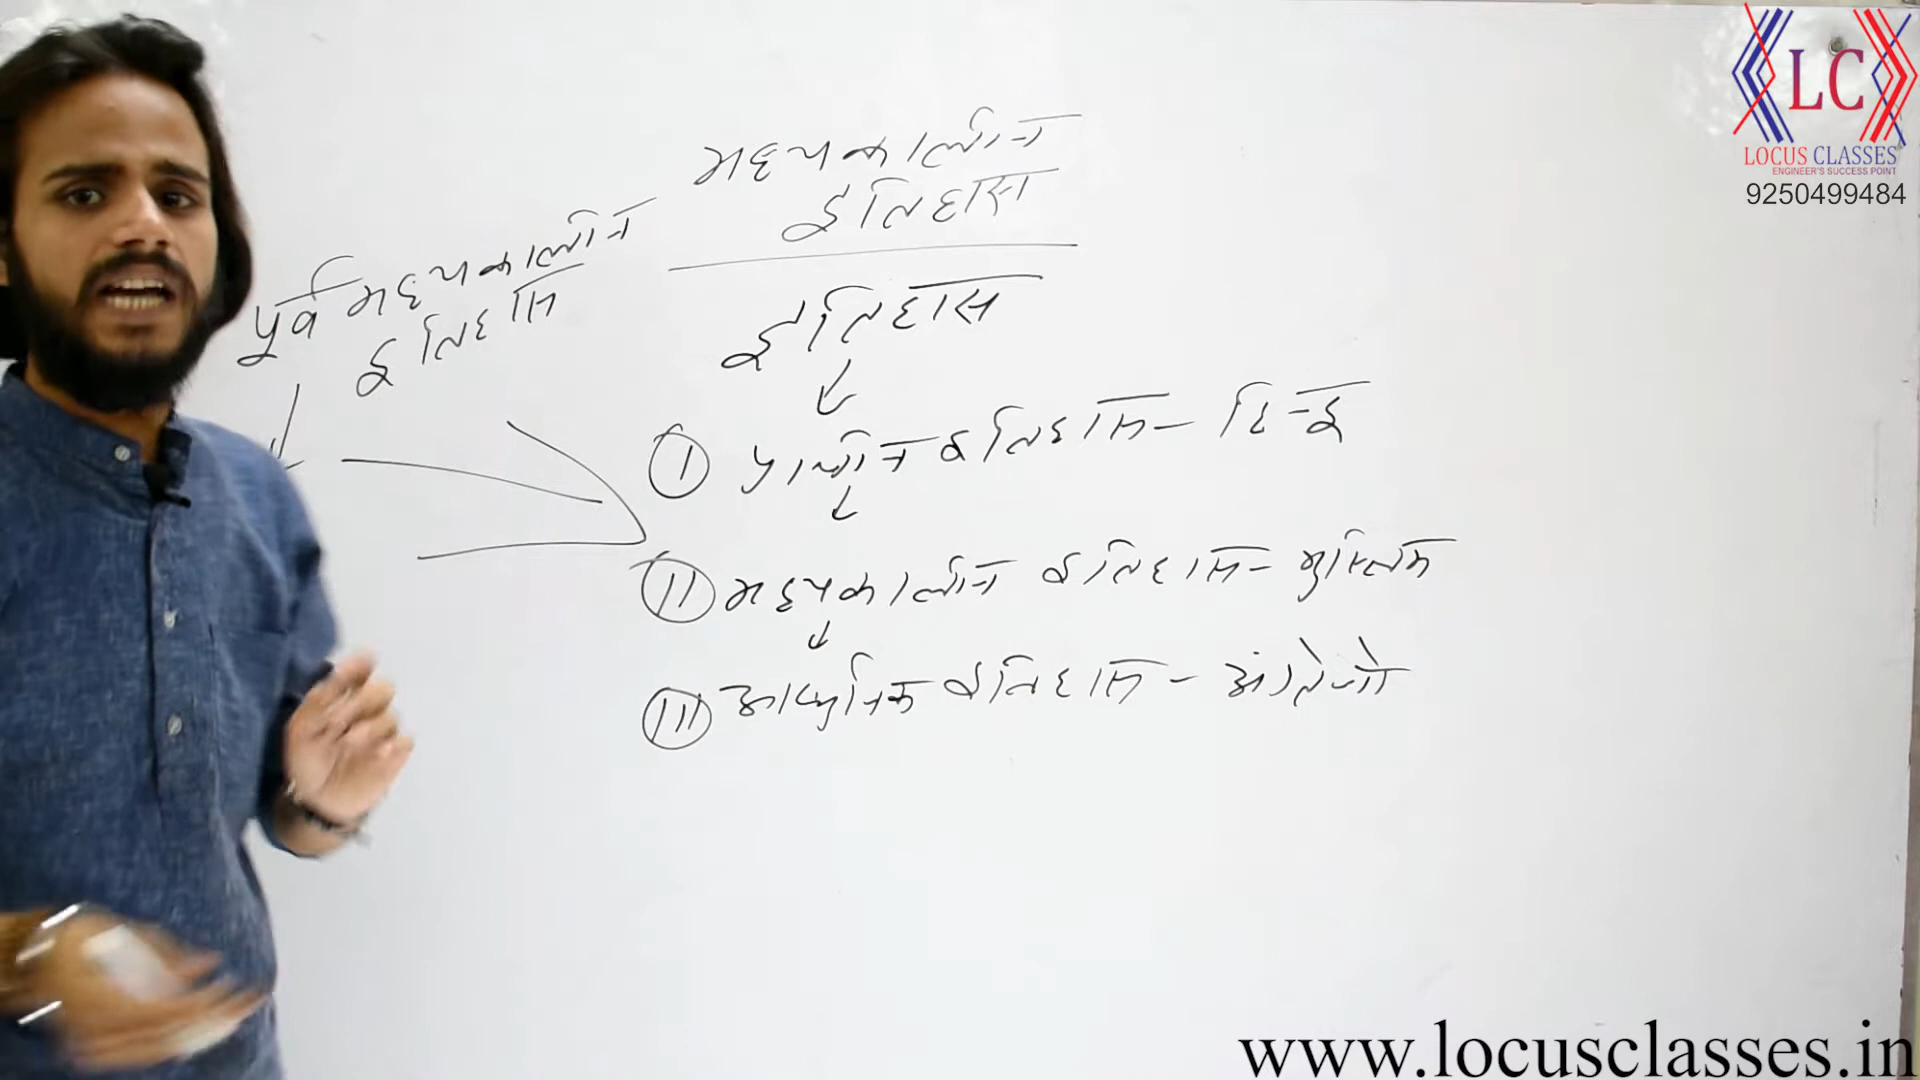 मध्यकालीन
इतिहास
पूर्व मध्यकालीन
इतिहास
इतिहास
I प्राचीन इतिहास - हिन्दू
II मध्यकालीन इतिहास - मुस्लिम
III आधुनिक इतिहास - अंग्रेजो
LC
LOCUS CLASSES
ENGINEER'S SUCCESS POINT
9250499484
www.locusclasses.in